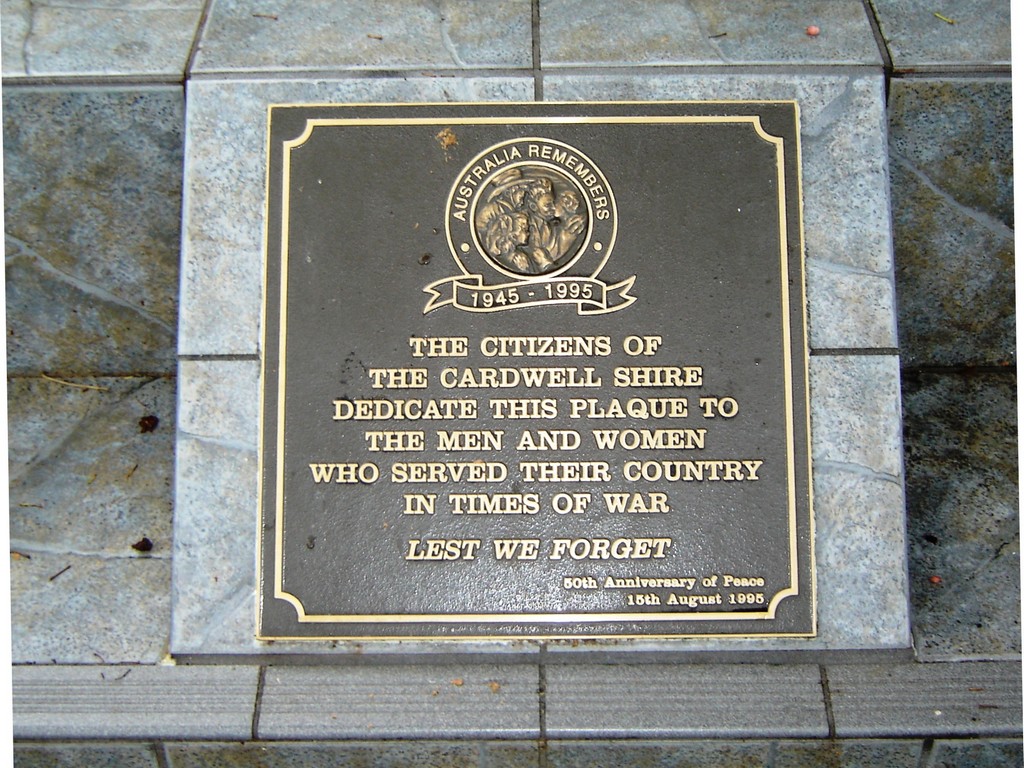 AUSTRALIA REMEMBERS
1945 - 1995
THE CITIZENS OF
THE CARDWELL SHIRE
DEDICATE THIS PLAQUE TO
THE MEN AND WOMEN
WHO SERVED THEIR COUNTRY
IN TIMES OF WAR
LEST WE FORGET
50th Anniversary of Peace
15th August 1995